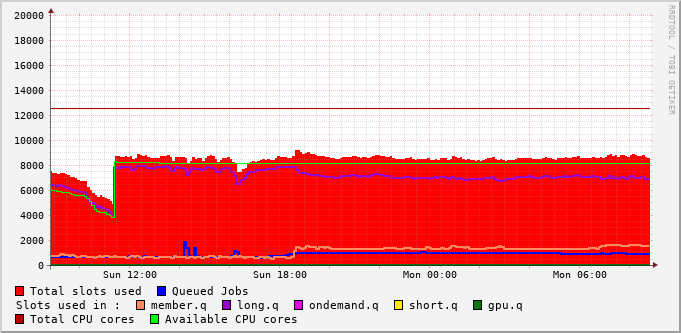 RRDTOOL / TOBI OETIKER
20000
18000
16000
14000
12000
10000
8000
6000
4000
2000
0
Sun 12:00 Sun 18:00 Mon 00:00 Mon 06:00
Total slots used Queued Jobs
Slots used in : member.q long.q ondemand.q short.q gpu.q
Total CPU cores Available CPU cores